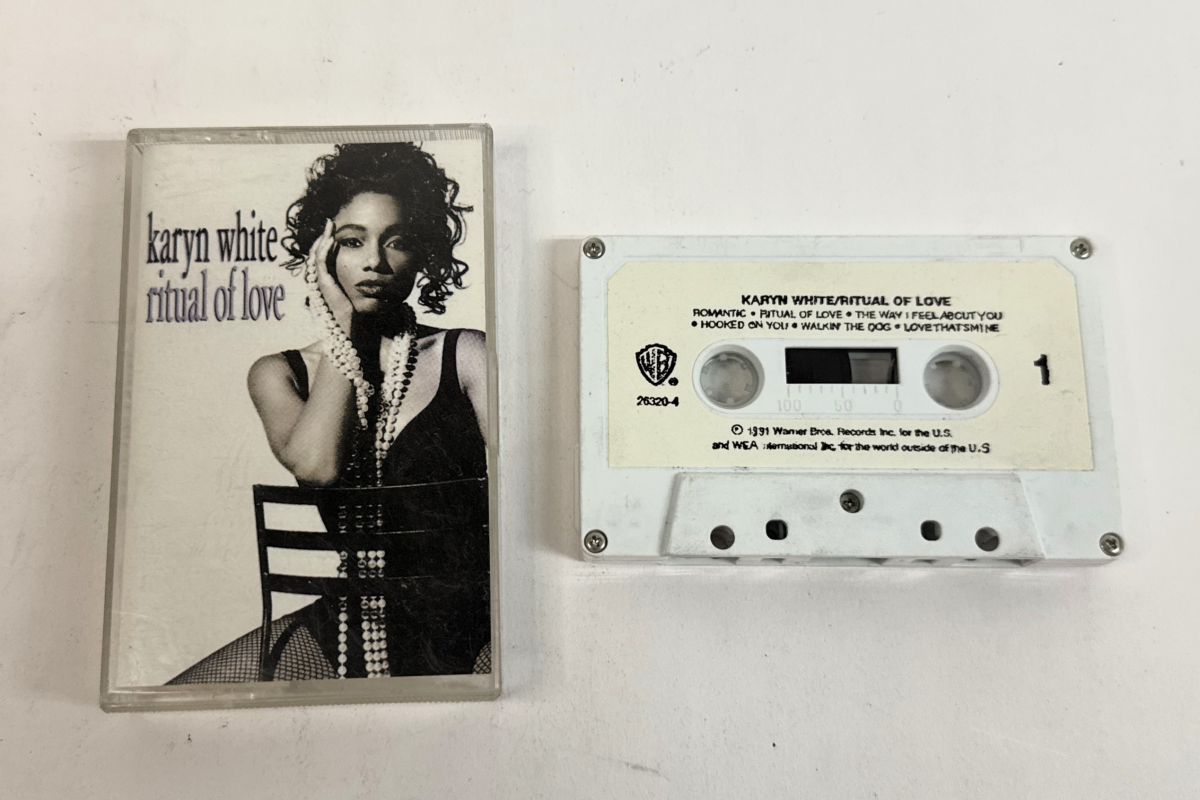 karyn white
ritual of love
KARYN WHITE/RITUAL OF LOVE
ROMANTIC • RITUAL OF LOVE • THE WAY I FEEL ABOUT YOU
• HOOKED ON YOU • WALKIN' THE DOG • LOVE THAT'S MINE
WB
®
26320-4
1
100 50 0
℗ 1991 Warner Bros. Records Inc. for the U.S.
and WEA International Inc. for the world outside of the U.S.